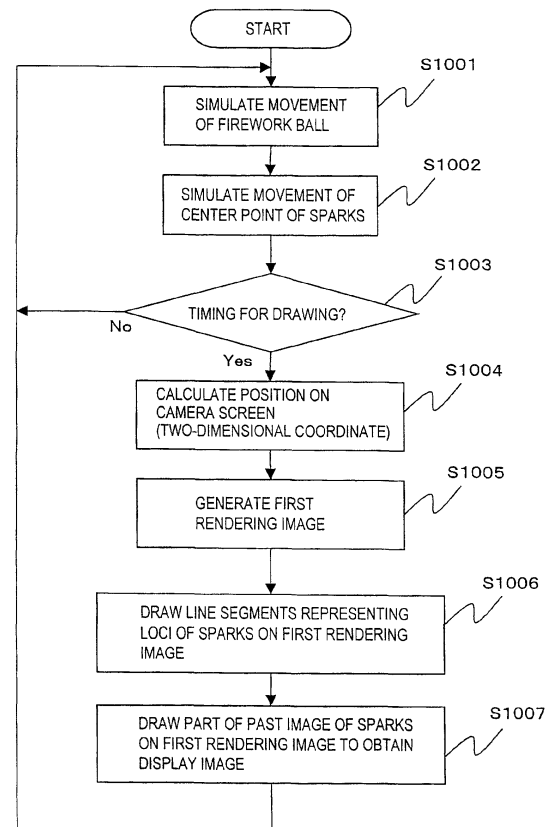 START
S1001
SIMULATE MOVEMENT
OF FIREWORK BALL
S1002
SIMULATE MOVEMENT OF
CENTER POINT OF SPARKS
S1003
TIMING FOR DRAWING?
No
Yes
S1004
CALCULATE POSITION ON
CAMERA SCREEN
(TWO-DIMENSIONAL COORDINATE)
S1005
GENERATE FIRST
RENDERING IMAGE
S1006
DRAW LINE SEGMENTS REPRESENTING
LOCI OF SPARKS ON FIRST RENDERING
IMAGE
S1007
DRAW PART OF PAST IMAGE OF SPARKS
ON FIRST RENDERING IMAGE TO OBTAIN
DISPLAY IMAGE